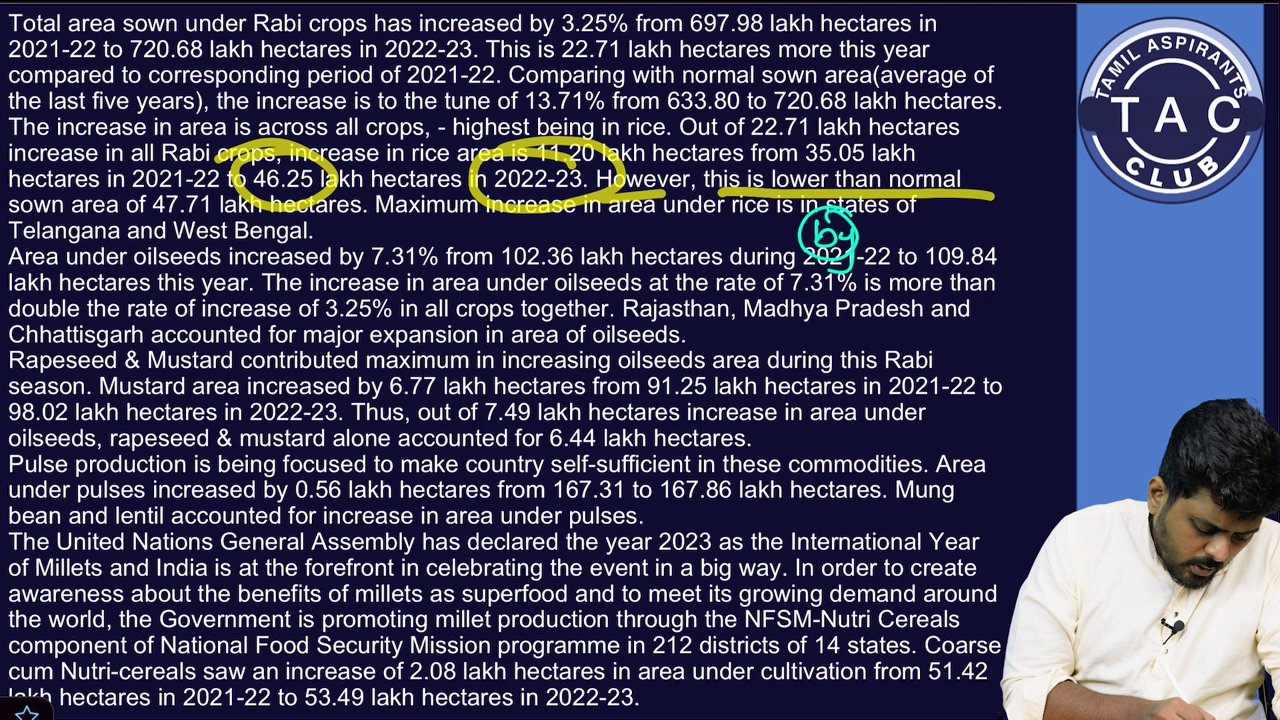 Total area sown under Rabi crops has increased by 3.25% from 697.98 lakh hectares in
2021-22 to 720.68 lakh hectares in 2022-23. This is 22.71 lakh hectares more this year
compared to corresponding period of 2021-22. Comparing with normal sown area(average of
the last five years), the increase is to the tune of 13.71% from 633.80 to 720.68 lakh hectares.
The increase in area is across all crops, - highest being in rice. Out of 22.71 lakh hectares
increase in all Rabi crops, increase in rice area is 11.20 lakh hectares from 35.05 lakh
hectares in 2021-22 to 46.25 lakh hectares in 2022-23. However, this is lower than normal
sown area of 47.71 lakh hectares. Maximum increase in area under rice is in states of
Telangana and West Bengal.
by
Area under oilseeds increased by 7.31% from 102.36 lakh hectares during 2021-22 to 109.84
lakh hectares this year. The increase in area under oilseeds at the rate of 7.31% is more than
double the rate of increase of 3.25% in all crops together. Rajasthan, Madhya Pradesh and
Chhattisgarh accounted for major expansion in area of oilseeds.
Rapeseed & Mustard contributed maximum in increasing oilseeds area during this Rabi
season. Mustard area increased by 6.77 lakh hectares from 91.25 lakh hectares in 2021-22 to
98.02 lakh hectares in 2022-23. Thus, out of 7.49 lakh hectares increase in area under
oilseeds, rapeseed & mustard alone accounted for 6.44 lakh hectares.
Pulse production is being focused to make country self-sufficient in these commodities. Area
under pulses increased by 0.56 lakh hectares from 167.31 to 167.86 lakh hectares. Mung
bean and lentil accounted for increase in area under pulses.
The United Nations General Assembly has declared the year 2023 as the International Year
of Millets and India is at the forefront in celebrating the event in a big way. In order to create
awareness about the benefits of millets as superfood and to meet its growing demand around
the world, the Government is promoting millet production through the NFSM-Nutri Cereals
component of National Food Security Mission programme in 212 districts of 14 states. Coarse
cum Nutri-cereals saw an increase of 2.08 lakh hectares in area under cultivation from 51.42
lakh hectares in 2021-22 to 53.49 lakh hectares in 2022-23.
TAMIL ASPIRANTS
TAC
CLUB